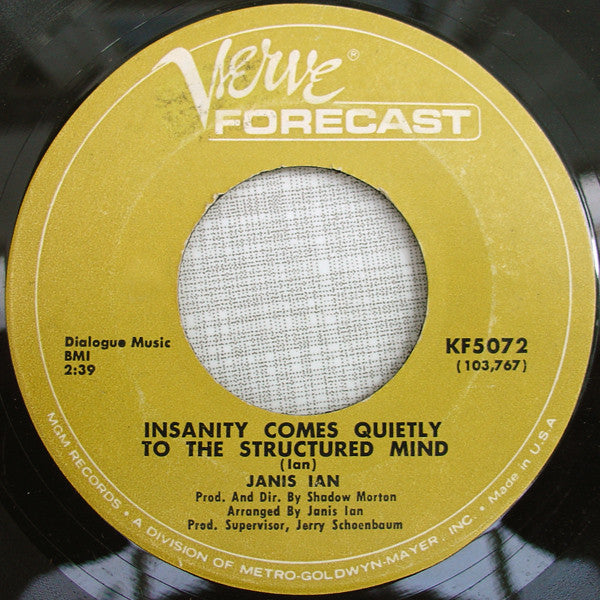 Verve®
FORECAST
Dialogue Music
BMI
2:39
KF5072
(103,767)
INSANITY COMES QUIETLY
TO THE STRUCTURED MIND
(Ian)
JANIS IAN
Prod. And Dir. By Shadow Morton
Arranged By Janis Ian
Prod. Supervisor, Jerry Schoenbaum
MGM RECORDS • A DIVISION OF METRO-GOLDWYN-MAYER, INC. • Made in U.S.A